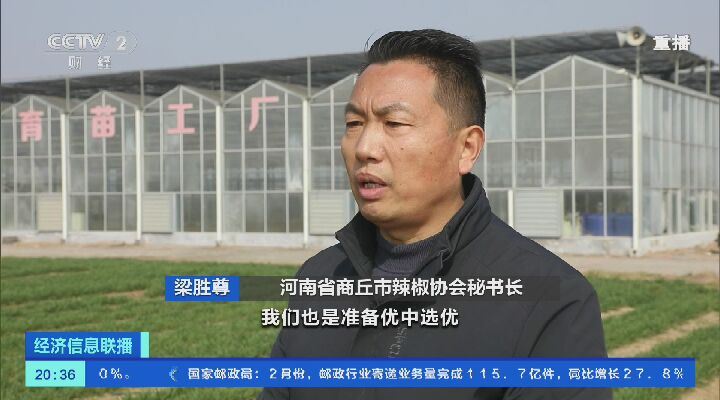 CCTV 2
财经
重播
育苗工厂
梁胜尊 河南省商丘市辣椒协会秘书长
我们也是准备优中选优
经济信息联播
20:36 0%。 国家邮政局：2月份，邮政行业寄递业务量完成115.7亿件，同比增长27.8%